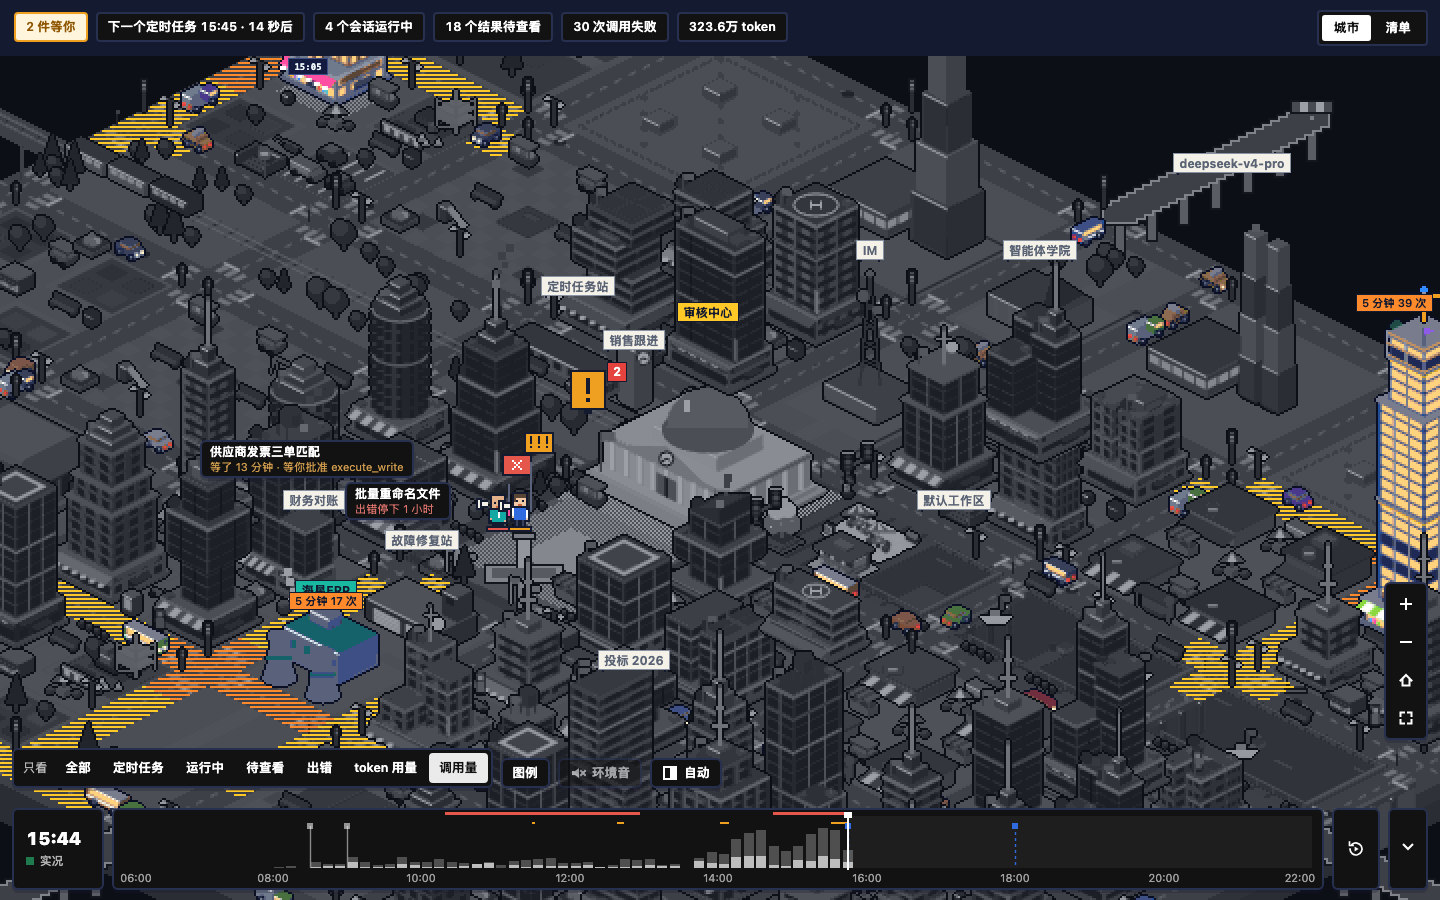 2 件等你
下一个定时任务 15:45 · 14 秒后
4 个会话运行中
18 个结果待查看
30 次调用失败
323.6万 token
城市
清单
15:05
deepseek-v4-pro
IM
智能体学院
定时任务站
5 分钟 39 次
审核中心
销售跟进
2
供应商发票三单匹配
等了 13 分钟 · 等你批准 execute_write
财务对账
批量重命名文件
出错停下 1 小时
默认工作区
故障修复站
5 分钟 17 次
投标 2026
只看
全部
定时任务
运行中
待查看
出错
token 用量
调用量
图例
环境音
自动
15:44
实况
06:00
08:00
10:00
12:00
14:00
16:00
18:00
20:00
22:00